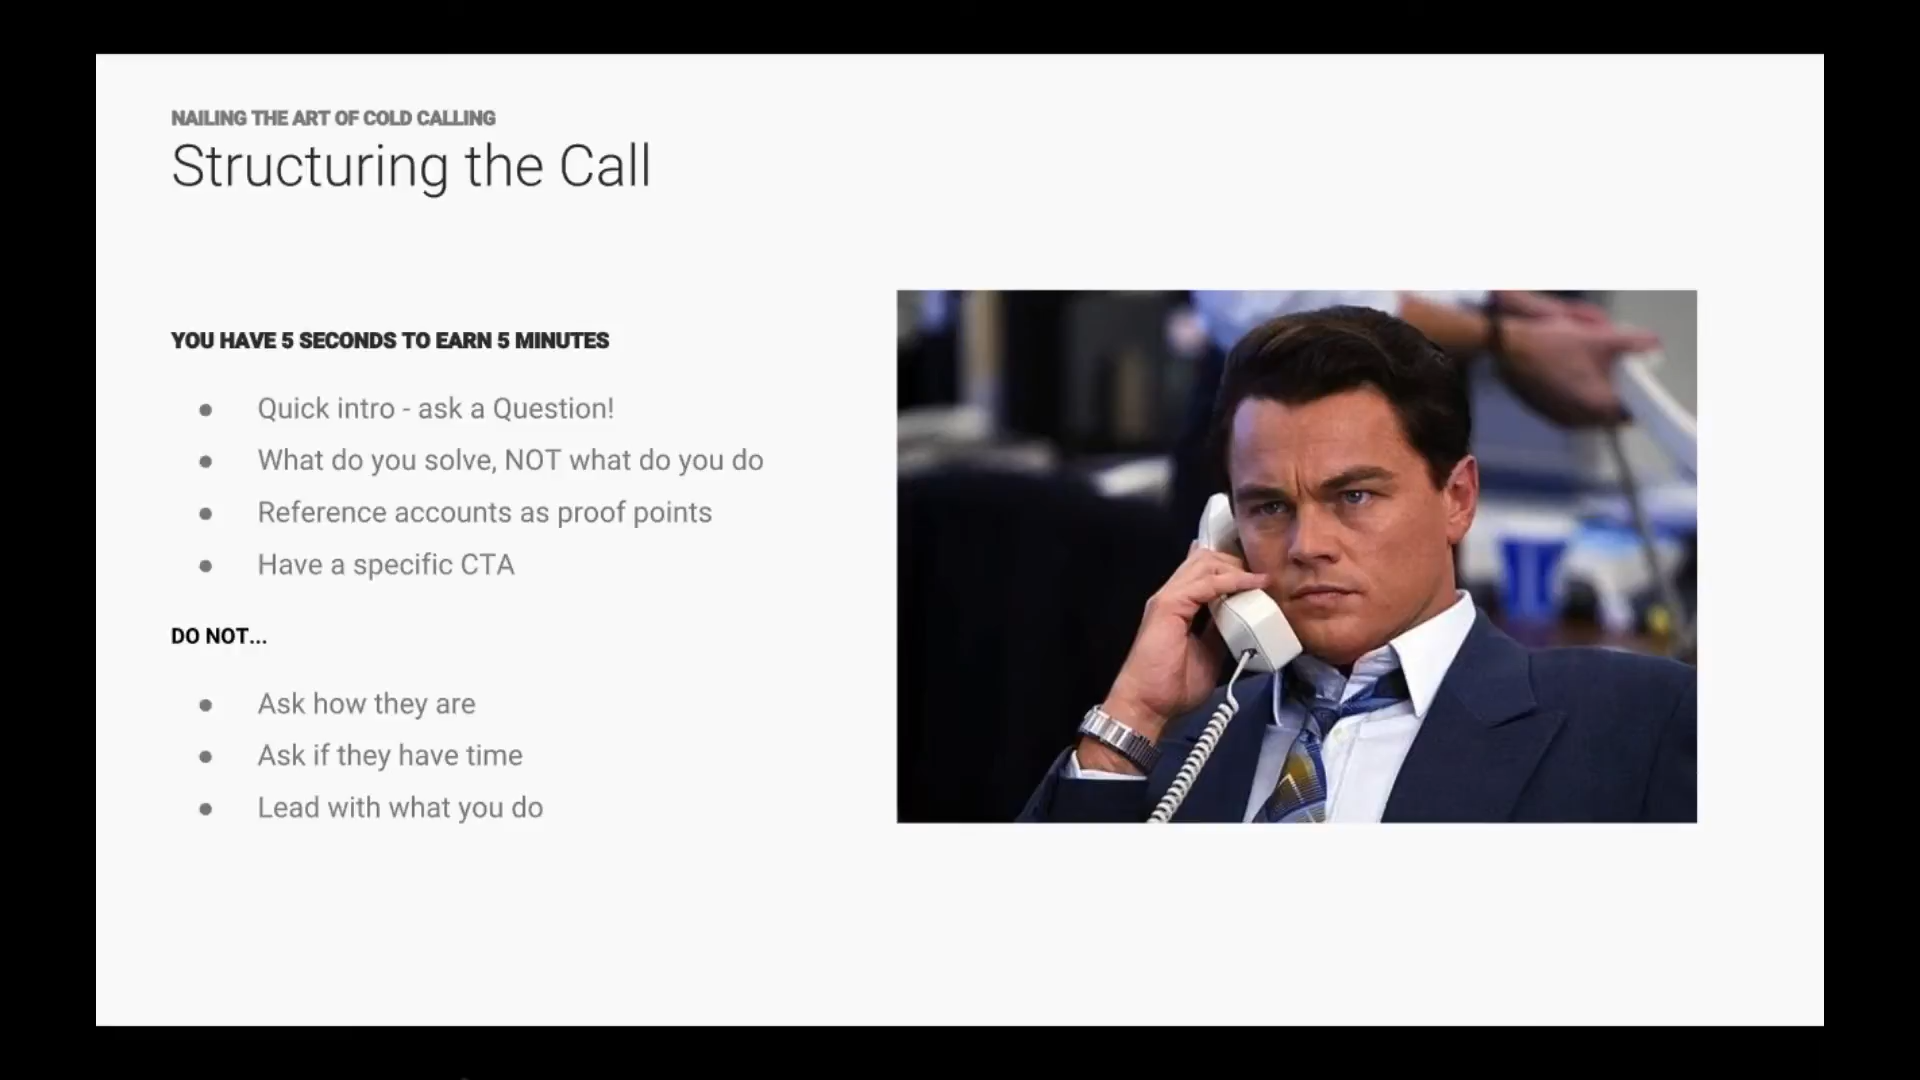 NAILING THE ART OF COLD CALLING
Structuring the Call
YOU HAVE 5 SECONDS TO EARN 5 MINUTES
● Quick intro - ask a Question!
● What do you solve, NOT what do you do
● Reference accounts as proof points
● Have a specific CTA
DO NOT...
● Ask how they are
● Ask if they have time
● Lead with what you do